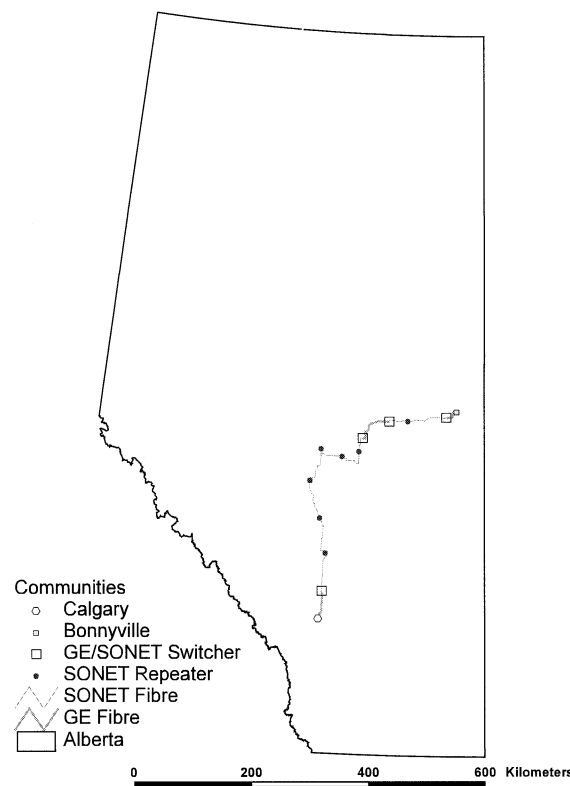 Communities
Calgary
Bonnyville
GE/SONET Switcher
SONET Repeater
SONET Fibre
GE Fibre
Alberta
0 200 400 600 Kilometers